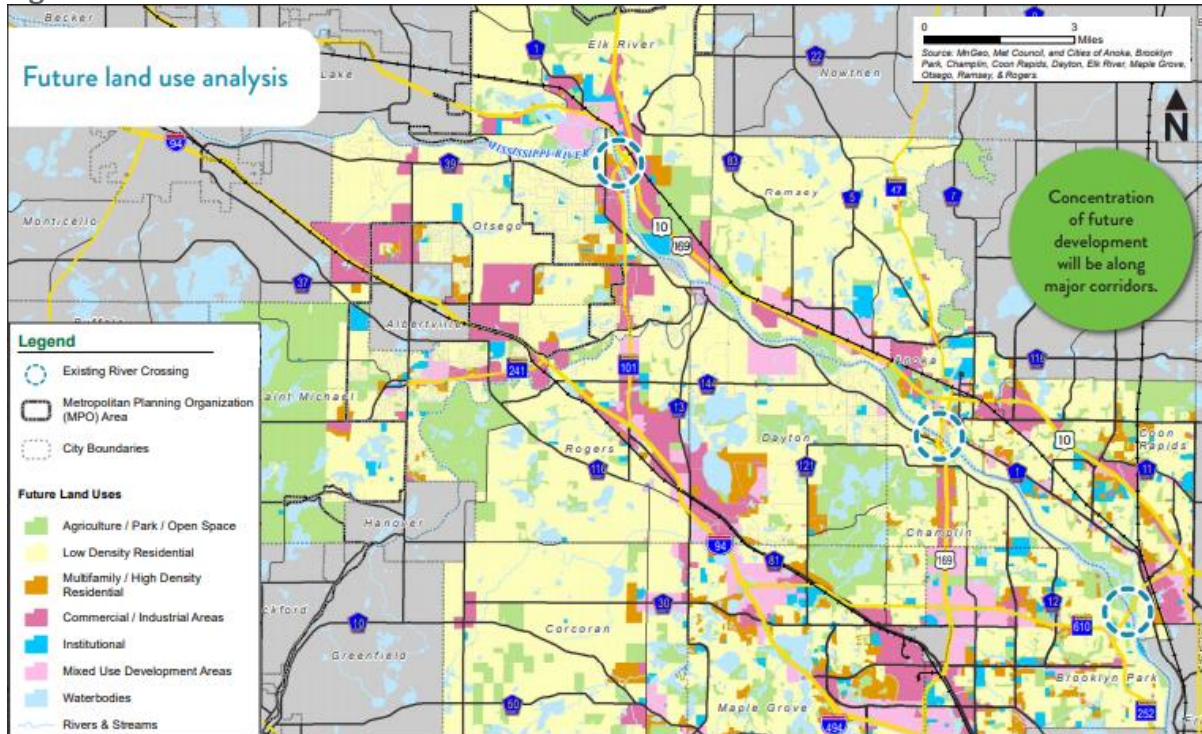 Future land use analysis
0 3
Miles
Source: MnGeo, Met Council, and Cities of Anoka, Brooklyn
Park, Champlin, Coon Rapids, Dayton, Elk River, Maple Grove,
Otsego, Ramsey, & Rogers.
N
Concentration
of future
development
will be along
major corridors.
Becker
Lake
Elk River
Nowthen
1
22
94
39
MISSISSIPPI RIVER
83
Ramsey
5
47
7
Monticello
Otsego
10
169
37
Albertville
241
101
144
13
Anoka
116
Saint Michael
Rogers
116
Dayton
121
1
10
Coon
Rapids
11
Hanover
94
81
Champlin
169
12
610
10
Greenfield
Corcoran
30
50
Maple Grove
494
Brooklyn Park
252
Legend
Existing River Crossing
Metropolitan Planning Organization
(MPO) Area
City Boundaries
Future Land Uses
Agriculture / Park / Open Space
Low Density Residential
Multifamily / High Density
Residential
Commercial / Industrial Areas
Institutional
Mixed Use Development Areas
Waterbodies
Rivers & Streams